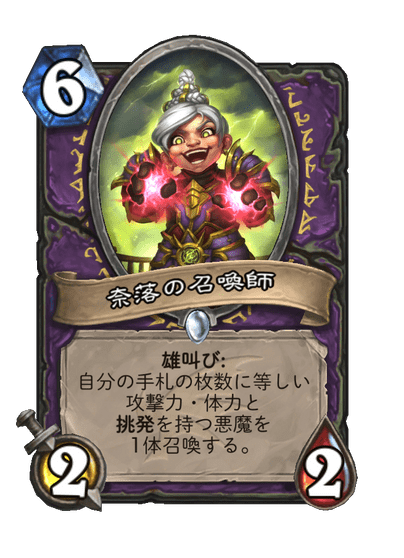 6
奈落の召喚師
雄叫び:
自分の手札の枚数に等しい
攻撃力・体力と
挑発を持つ悪魔を
1体召喚する。
2
2